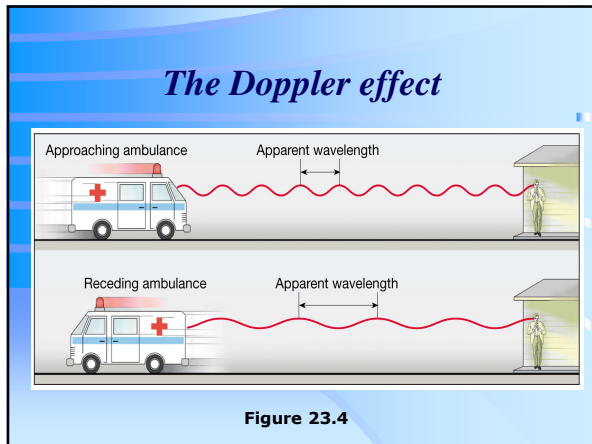 The Doppler effect
Approaching ambulance Apparent wavelength
Receding ambulance Apparent wavelength
Figure 23.4